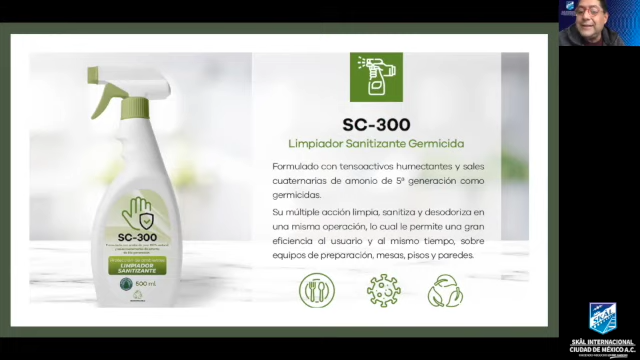 SC-300
Limpiador Sanitizante Germicida
Formulado con tensoactivos humectantes y sales
cuaternarias de amonio de 5ª generación como
germicidas.
Su múltiple acción limpia, sanitiza y desodoriza en
una misma operación, lo cual le permite una gran
eficiencia al usuario y al mismo tiempo, sobre
equipos de preparación, mesas, pisos y paredes.
SC-300
LIMPIADOR
SANITIZANTE
500 ml
SKÅL INTERNATIONAL
CIUDAD DE MÉXICO A.C.